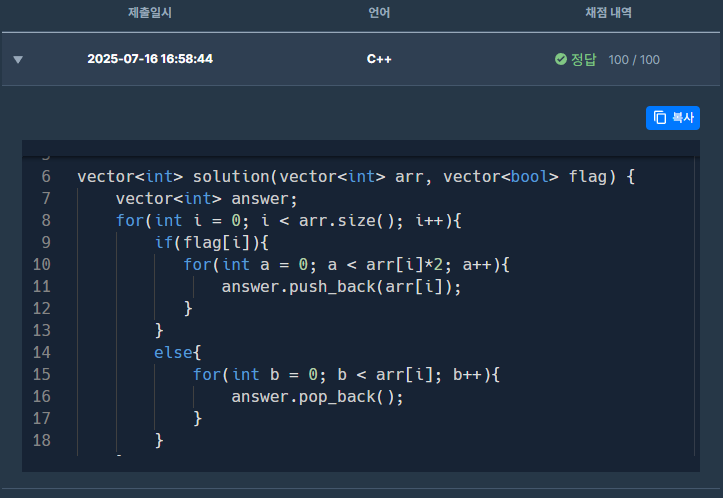 제출일시 언어 채점 내역
▼ 2025-07-16 16:58:44 C++ 정답 100 / 100
복사
6 vector<int> solution(vector<int> arr, vector<bool> flag) {
7     vector<int> answer;
8     for(int i = 0; i < arr.size(); i++){
9         if(flag[i]){
10            for(int a = 0; a < arr[i]*2; a++){
11                answer.push_back(arr[i]);
12            }
13        }
14        else{
15            for(int b = 0; b < arr[i]; b++){
16                answer.pop_back();
17            }
18        }